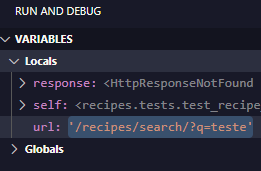 RUN AND DEBUG
VARIABLES
Locals
response: <HttpResponseNotFound
self: <recipes.tests.test_recipe
url: '/recipes/search/?q=teste'
Globals